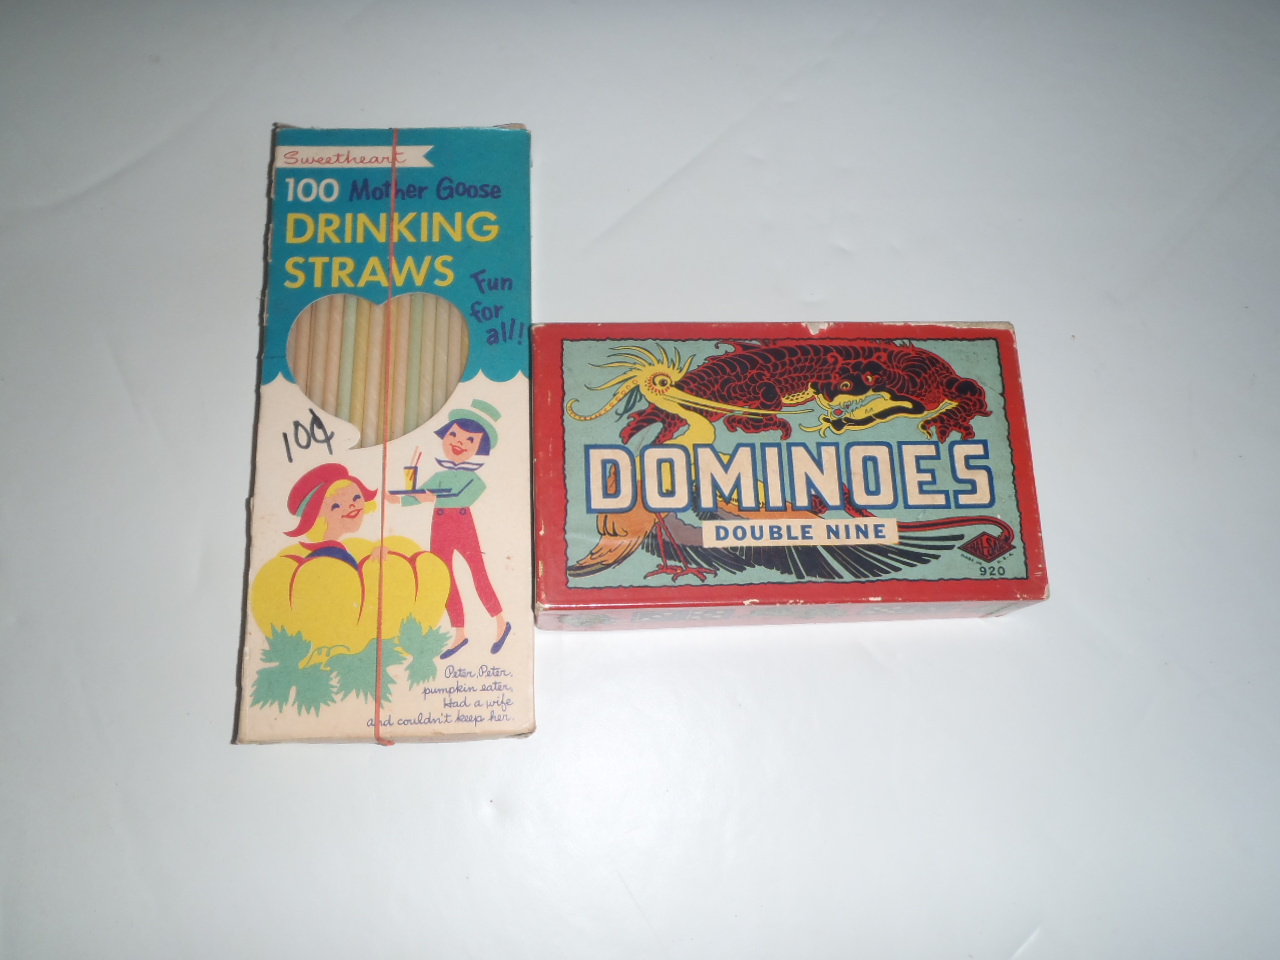 Sweetheart
100 Mother Goose
DRINKING
STRAWS
Fun
for
all!
10¢
Peter, Peter,
pumpkin eater,
Had a wife
and couldn't keep her.
DOMINOES
DOUBLE NINE
HALSAM
920